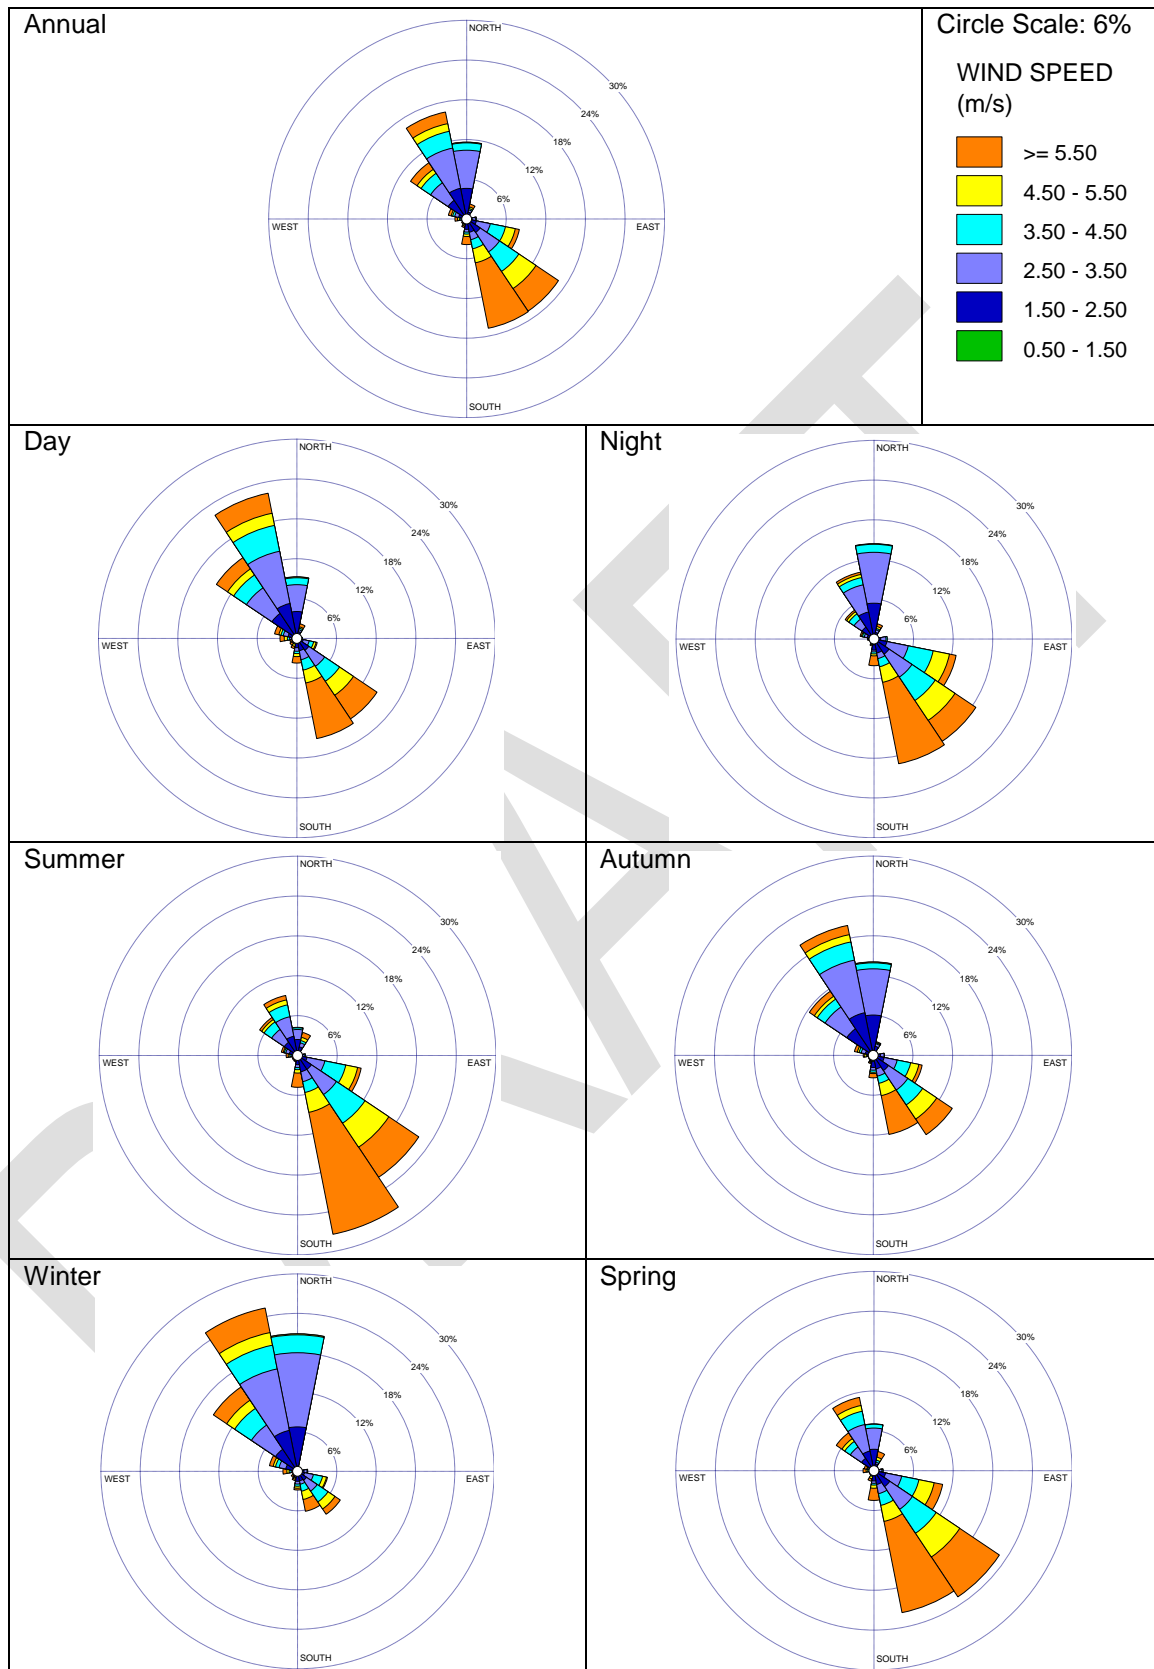 Annual
NORTH
30%
24%
18%
12%
6%
WEST
EAST
SOUTH
Circle Scale: 6%
WIND SPEED
(m/s)
>= 5.50
4.50 - 5.50
3.50 - 4.50
2.50 - 3.50
1.50 - 2.50
0.50 - 1.50
Day
NORTH
30%
24%
18%
12%
6%
WEST
EAST
SOUTH
Night
NORTH
30%
24%
18%
12%
6%
WEST
EAST
SOUTH
Summer
NORTH
30%
24%
18%
12%
6%
WEST
EAST
SOUTH
Autumn
NORTH
30%
24%
18%
12%
6%
WEST
EAST
SOUTH
Winter
NORTH
30%
24%
18%
12%
6%
WEST
EAST
SOUTH
Spring
NORTH
30%
24%
18%
12%
6%
WEST
EAST
SOUTH